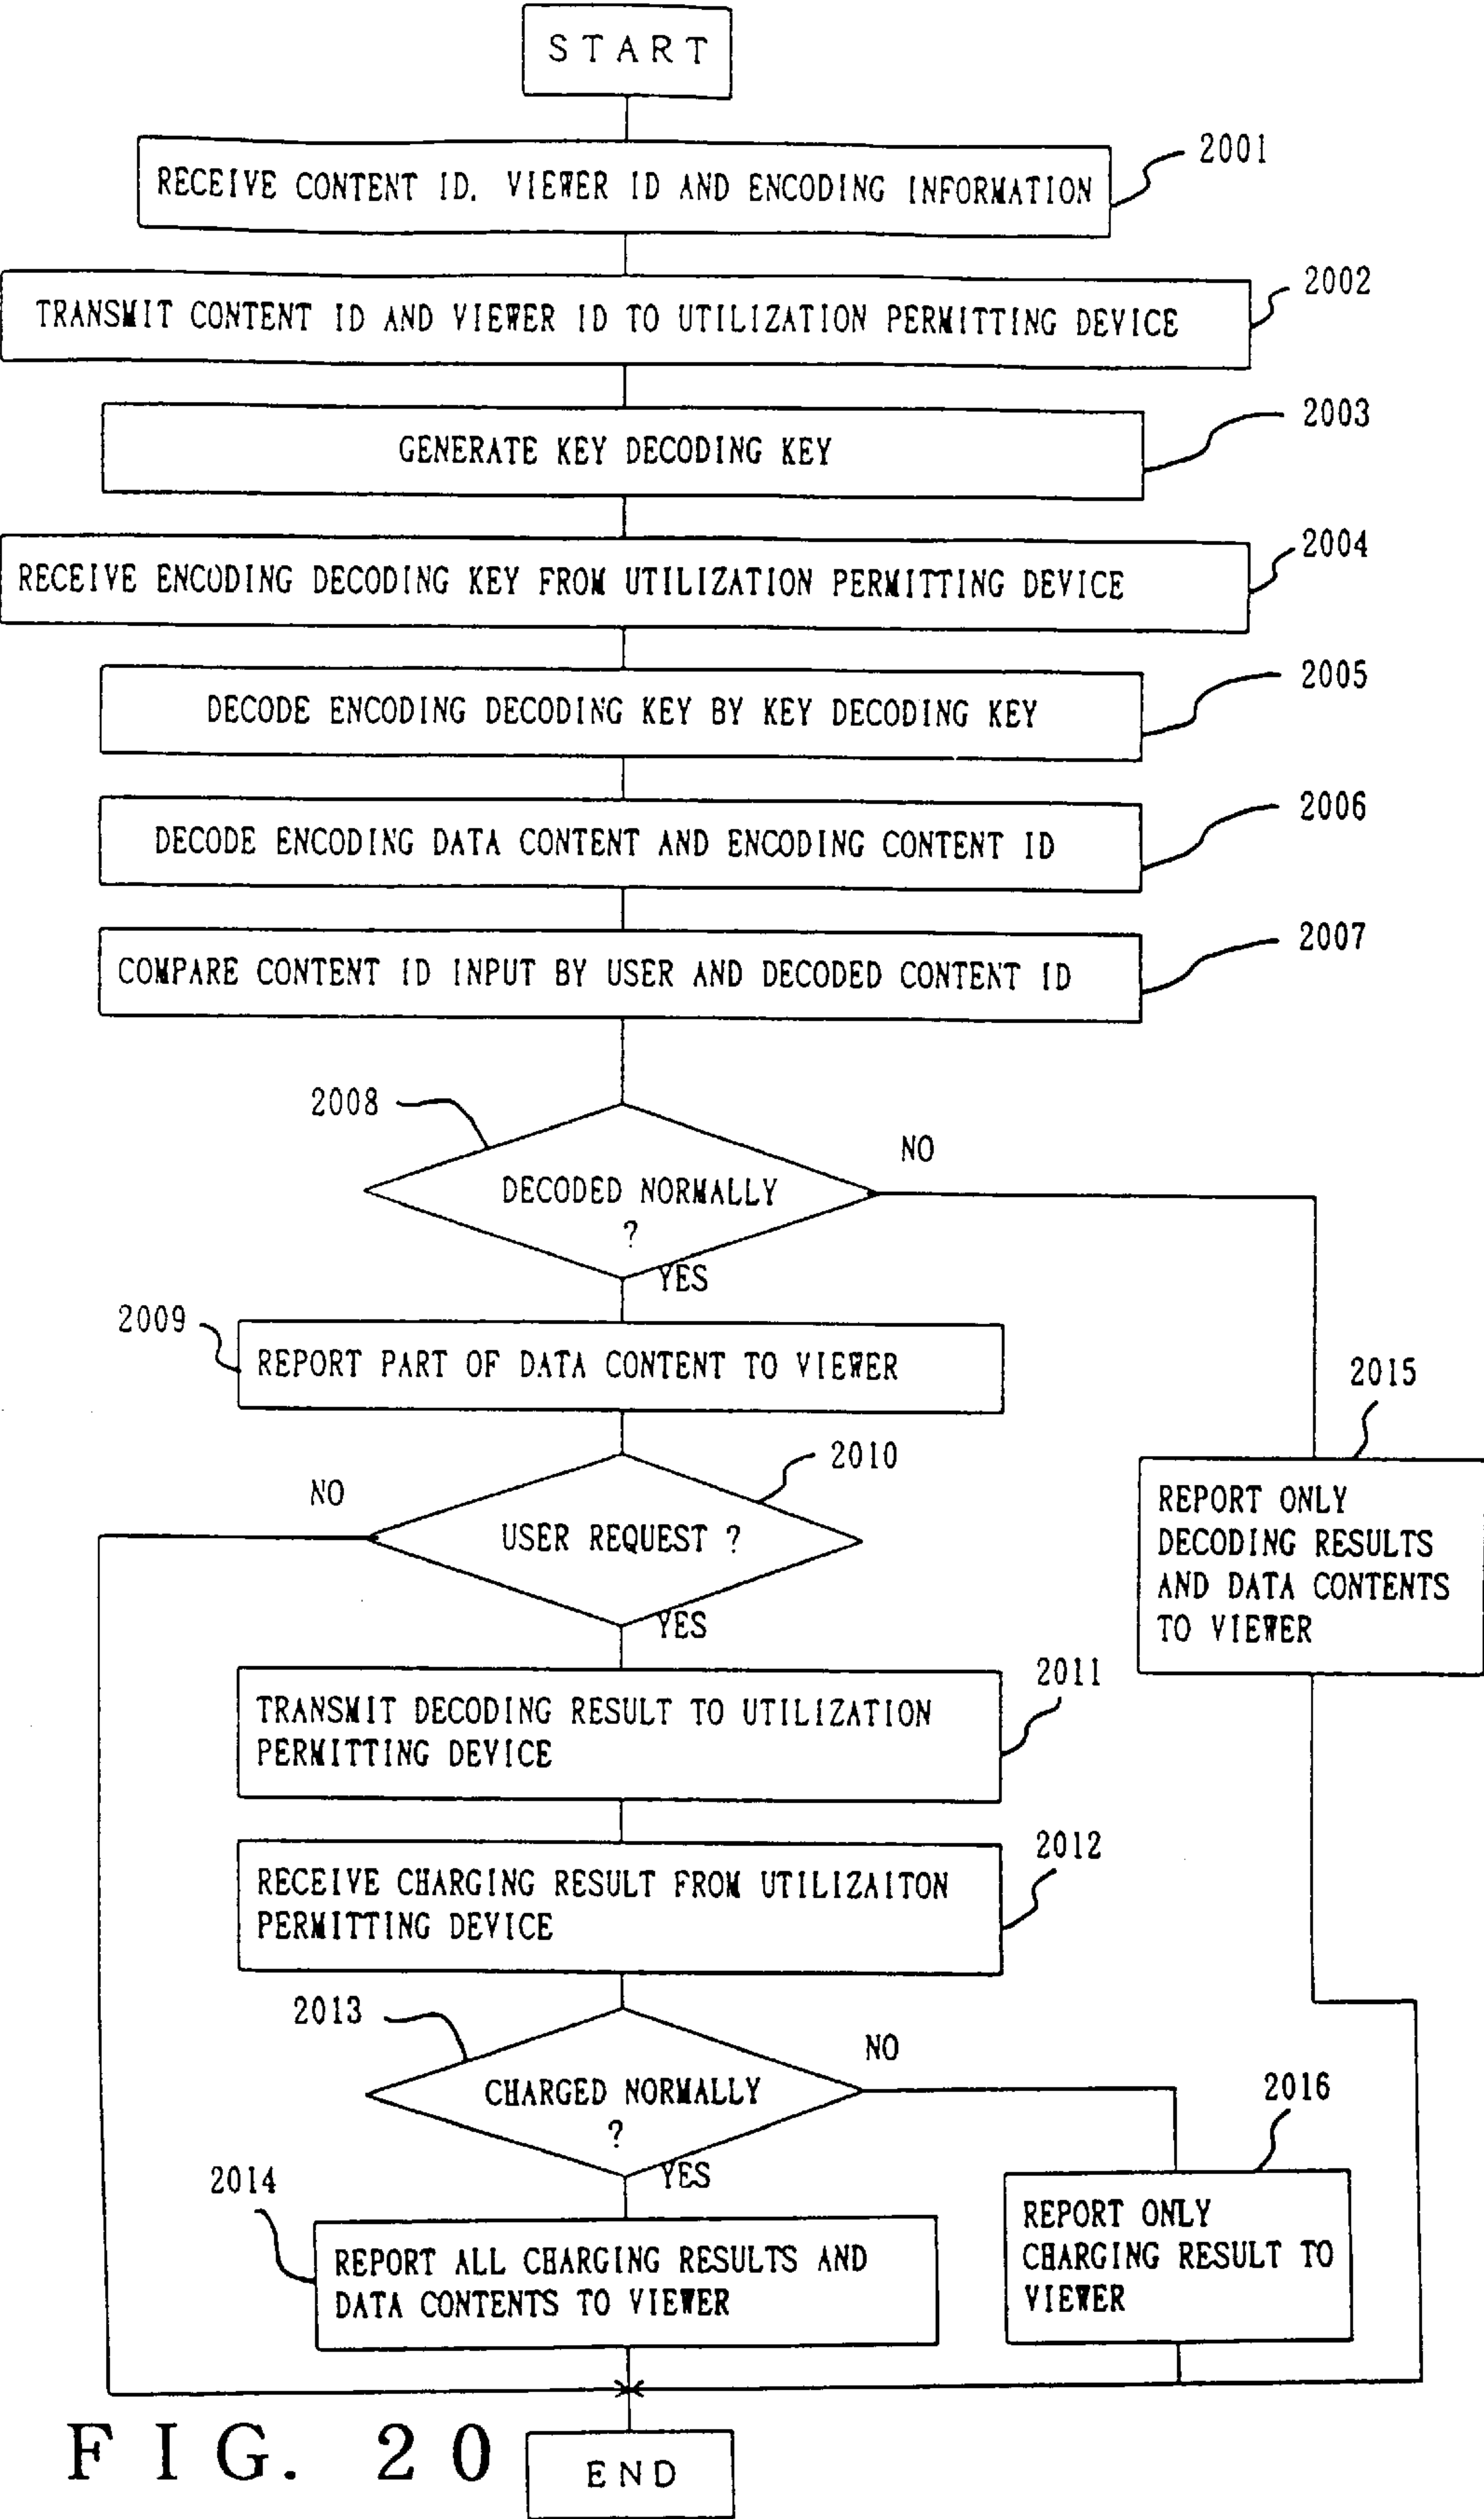 START
2001
RECEIVE CONTENT ID. VIEWER ID AND ENCODING INFORMATION
2002
TRANSMIT CONTENT ID AND VIEWER ID TO UTILIZATION PERMITTING DEVICE
2003
GENERATE KEY DECODING KEY
2004
RECEIVE ENCODING DECODING KEY FROM UTILIZATION PERMITTING DEVICE
2005
DECODE ENCODING DECODING KEY BY KEY DECODING KEY
2006
DECODE ENCODING DATA CONTENT AND ENCODING CONTENT ID
2007
COMPARE CONTENT ID INPUT BY USER AND DECODED CONTENT ID
2008
NO
DECODED NORMALLY
?
YES
2009
REPORT PART OF DATA CONTENT TO VIEWER
2015
REPORT ONLY
DECODING RESULTS
AND DATA CONTENTS
TO VIEWER
2010
NO
USER REQUEST ?
YES
2011
TRANSMIT DECODING RESULT TO UTILIZATION
PERMITTING DEVICE
2012
RECEIVE CHARGING RESULT FROM UTILIZAITON
PERMITTING DEVICE
2013
NO
CHARGED NORMALLY
?
YES
2016
REPORT ONLY
CHARGING RESULT TO
VIEWER
2014
REPORT ALL CHARGING RESULTS AND
DATA CONTENTS TO VIEWER
FIG. 20
END